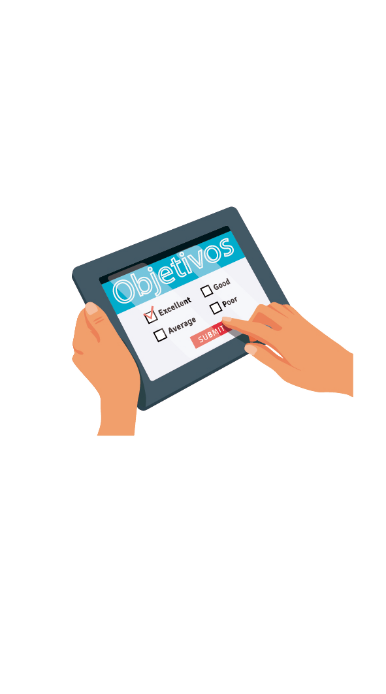 Objetivos
Excellent Good
Average Poor
SUBMIT